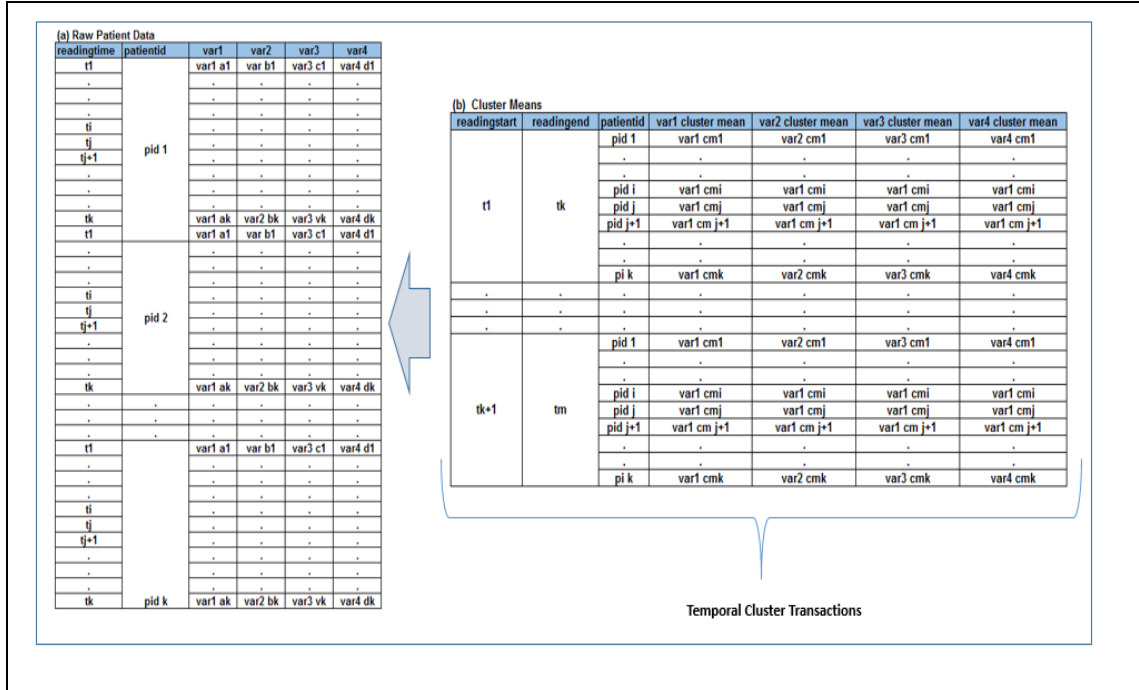 (a) Raw Patient Data
readingtime patientid var1 var2 var3 var4
t1 var1 a1 var b1 var3 c1 var4 d1
. . . . .
. . . . .
. . . . .
ti . . . .
tj . . . .
pid 1
tj+1 . . . .
. . . . .
. . . . .
. . . . .
tk var1 ak var2 bk var3 vk var4 dk
t1 var1 a1 var b1 var3 c1 var4 d1
. . . . .
. . . . .
. . . . .
ti . . . .
tj . . . .
pid 2
tj+1 . . . .
. . . . .
. . . . .
. . . . .
tk var1 ak var2 bk var3 vk var4 dk
. . . . . .
. . . . . .
. . . . . .
t1 var1 a1 var b1 var3 c1 var4 d1
. . . . .
. . . . .
. . . . .
ti . . . .
tj . . . .
tj+1 . . . .
. . . . .
. . . . .
. . . . .
tk pid k var1 ak var2 bk var3 vk var4 dk
(b) Cluster Means
readingstart readingend patientid var1 cluster mean var2 cluster mean var3 cluster mean var4 cluster mean
pid 1 var1 cm1 var2 cm1 var3 cm1 var4 cm1
. . . . .
. . . . .
pid i var1 cmi var1 cmi var1 cmi var1 cmi
t1 tk pid j var1 cmj var1 cmj var1 cmj var1 cmj
pid j+1 var1 cm j+1 var1 cm j+1 var1 cm j+1 var1 cm j+1
. . . . .
. . . . .
pi k var1 cmk var2 cmk var3 cmk var4 cmk
. . . . . . .
. . . . . . .
. . . . . . .
pid 1 var1 cm1 var2 cm1 var3 cm1 var4 cm1
. . . . .
. . . . .
pid i var1 cmi var1 cmi var1 cmi var1 cmi
tk+1 tm pid j var1 cmj var1 cmj var1 cmj var1 cmj
pid j+1 var1 cm j+1 var1 cm j+1 var1 cm j+1 var1 cm j+1
. . . . .
. . . . .
pi k var1 cmk var2 cmk var3 cmk var4 cmk
Temporal Cluster Transactions